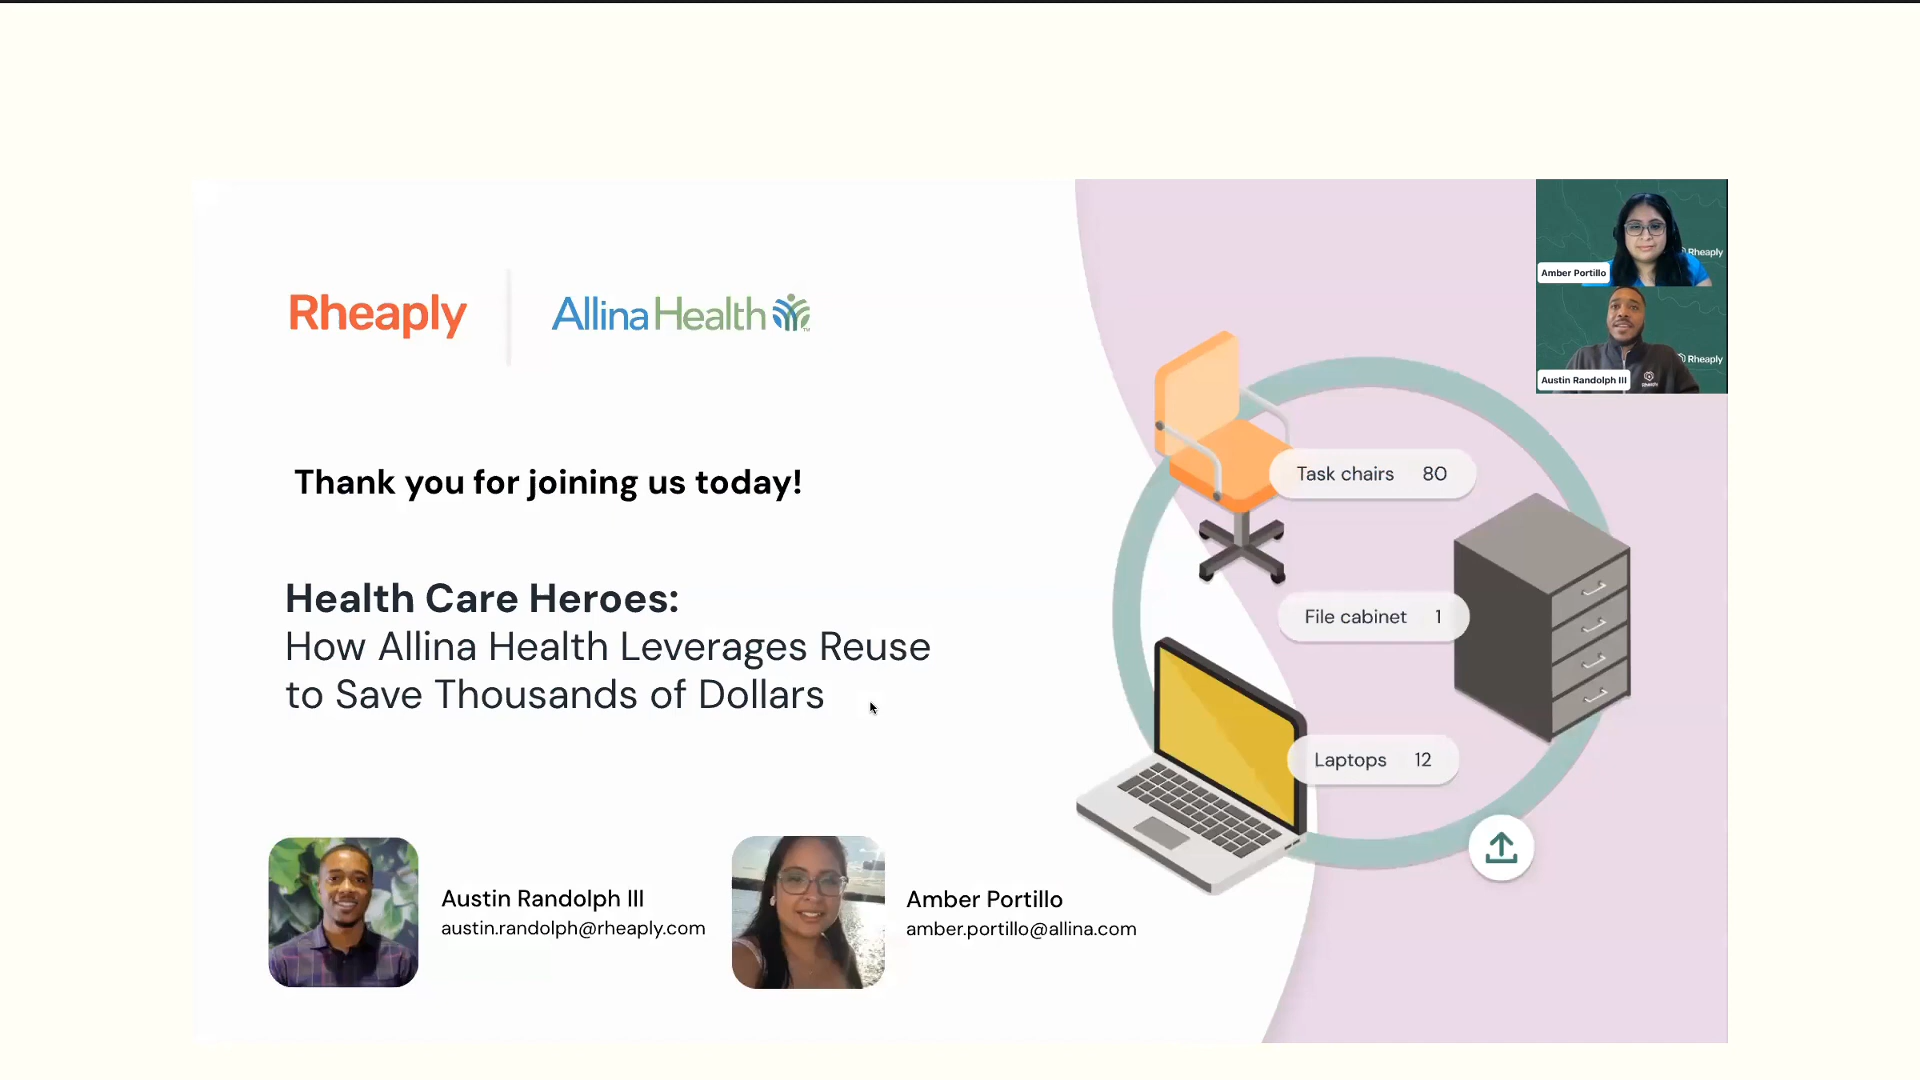 Rheaply
Allina Health
TM
Thank you for joining us today!
Health Care Heroes:
How Allina Health Leverages Reuse
to Save Thousands of Dollars
Austin Randolph III
austin.randolph@rheaply.com
Amber Portillo
amber.portillo@allina.com
Task chairs 80
File cabinet 1
Laptops 12
Rheaply
Amber Portillo
Rheaply
Rheaply
Austin Randolph III